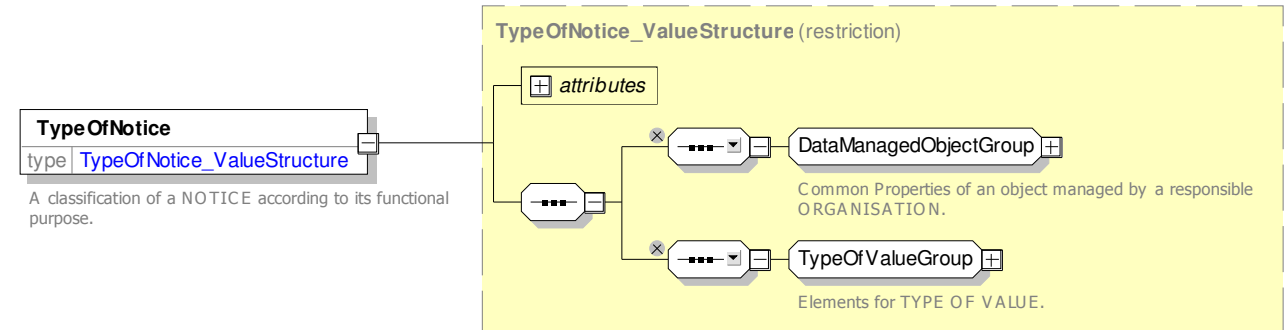 TypeOfNotice_ValueStructure (restriction)
attributes
TypeOfNotice
type TypeOfNotice_ValueStructure
A classification of a NOTICE according to its functional
purpose.
DataManagedObjectGroup
Common Properties of an object managed by a responsible
ORGANISATION.
TypeOfValueGroup
Elements for TYPE OF VALUE.